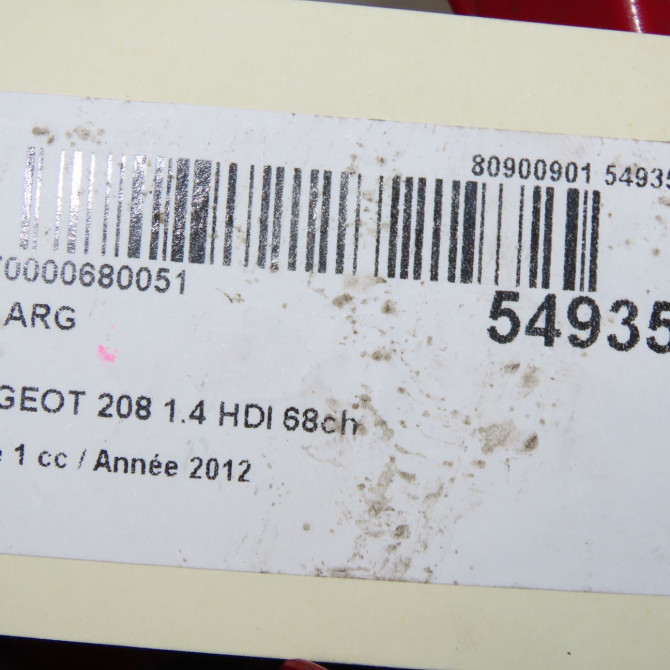 80900901 54935
70000680051
ARG
54935
GEOT 208 1.4 HDI 68ch
e 1 cc / Année 2012